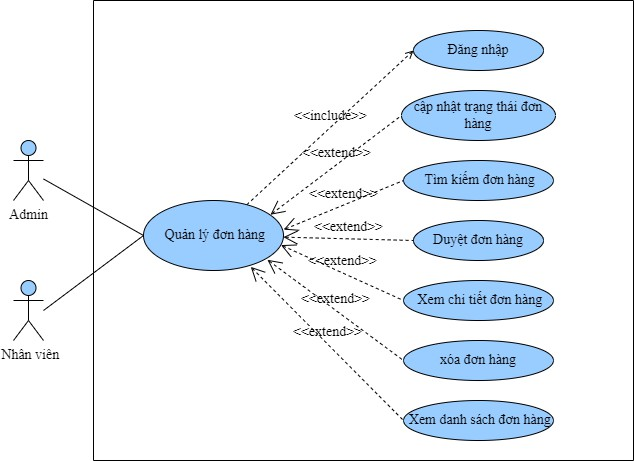 Đăng nhập
<<include>>
cập nhật trạng thái đơn
hàng
<<extend>>
Tìm kiếm đơn hàng
<<extend>>
Admin
Quản lý đơn hàng
<<extend>>
Duyệt đơn hàng
<<extend>>
Xem chi tiết đơn hàng
<<extend>>
Nhân viên
xóa đơn hàng
<<extend>>
Xem danh sách đơn hàng